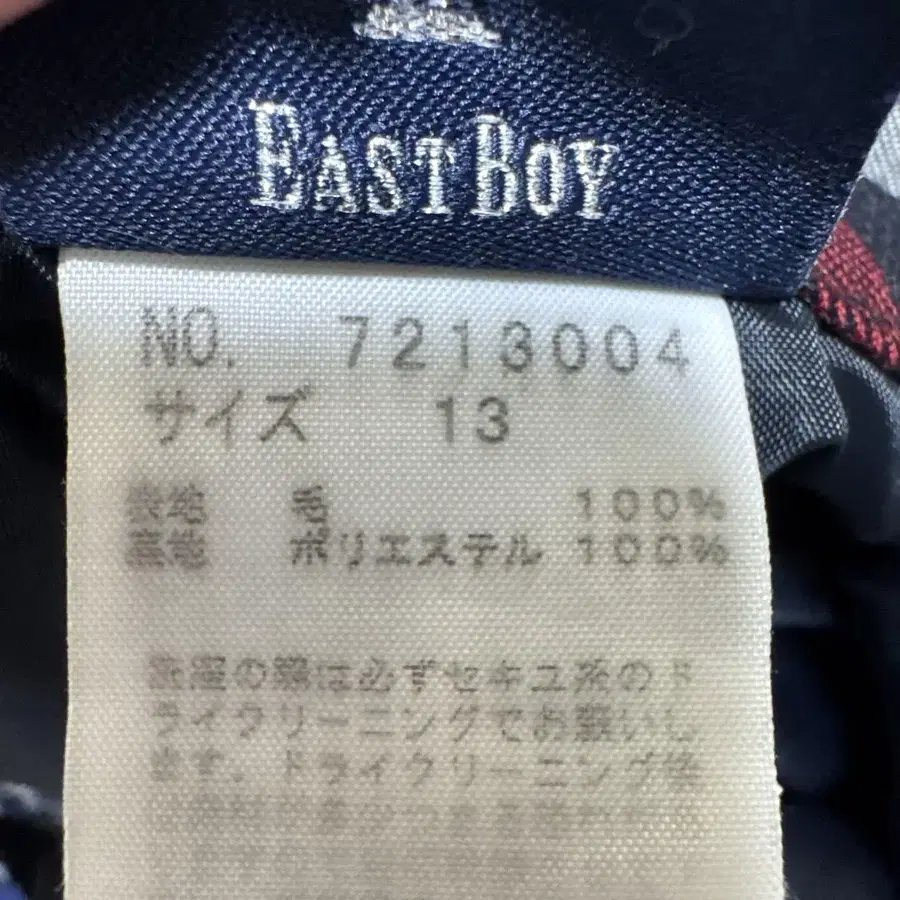 EAST BOY
NO. 7213004
サイズ 13
表地 毛 100%
裏地 ポリエステル 100%
洗濯の際は必ずセキユ系のド
ライクリーニングでお願いし
ます。ドライクリーニング後